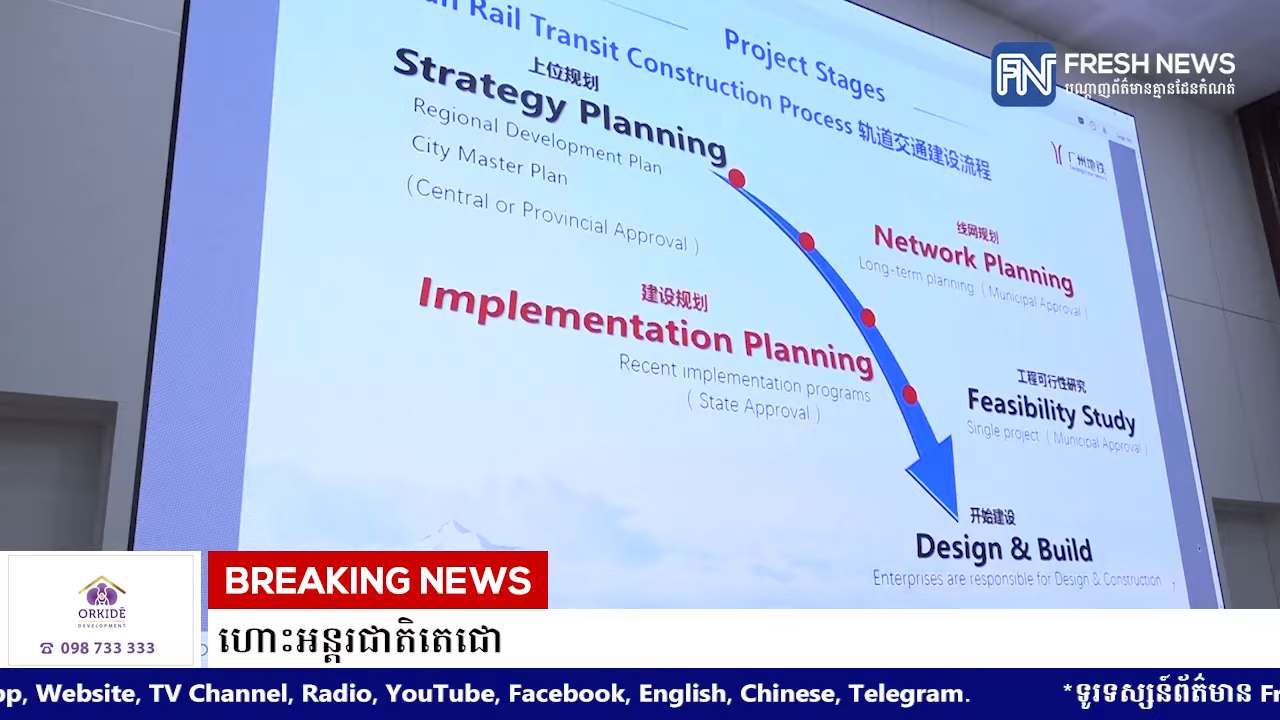 Project Stages
Rail Transit Construction Process 轨道交通建设流程
FRESH NEWS
បណ្តាញព័ត៌មានគ្មានដែនកំណត់
广州地铁
上位规划
Strategy Planning
Regional Development Plan
City Master Plan
(Central or Provincial Approval )
线网规划
Network Planning
Long-term planning ( Municipal Approval )
建设规划
Implementation Planning
Recent implementation programs
( State Approval )
工程可行性研究
Feasibility Study
Single project ( Municipal Approval )
开始建设
Design & Build
Enterprises are responsible for Design & Construction
7
ORKIDĒ
DEVELOPMENT
☎ 098 733 333
BREAKING NEWS
ហោះអន្តរជាតិតេជោ
pp, Website, TV Channel, Radio, YouTube, Facebook, English, Chinese, Telegram. *ទូរទស្សន៍ព័ត៌មាន Fr